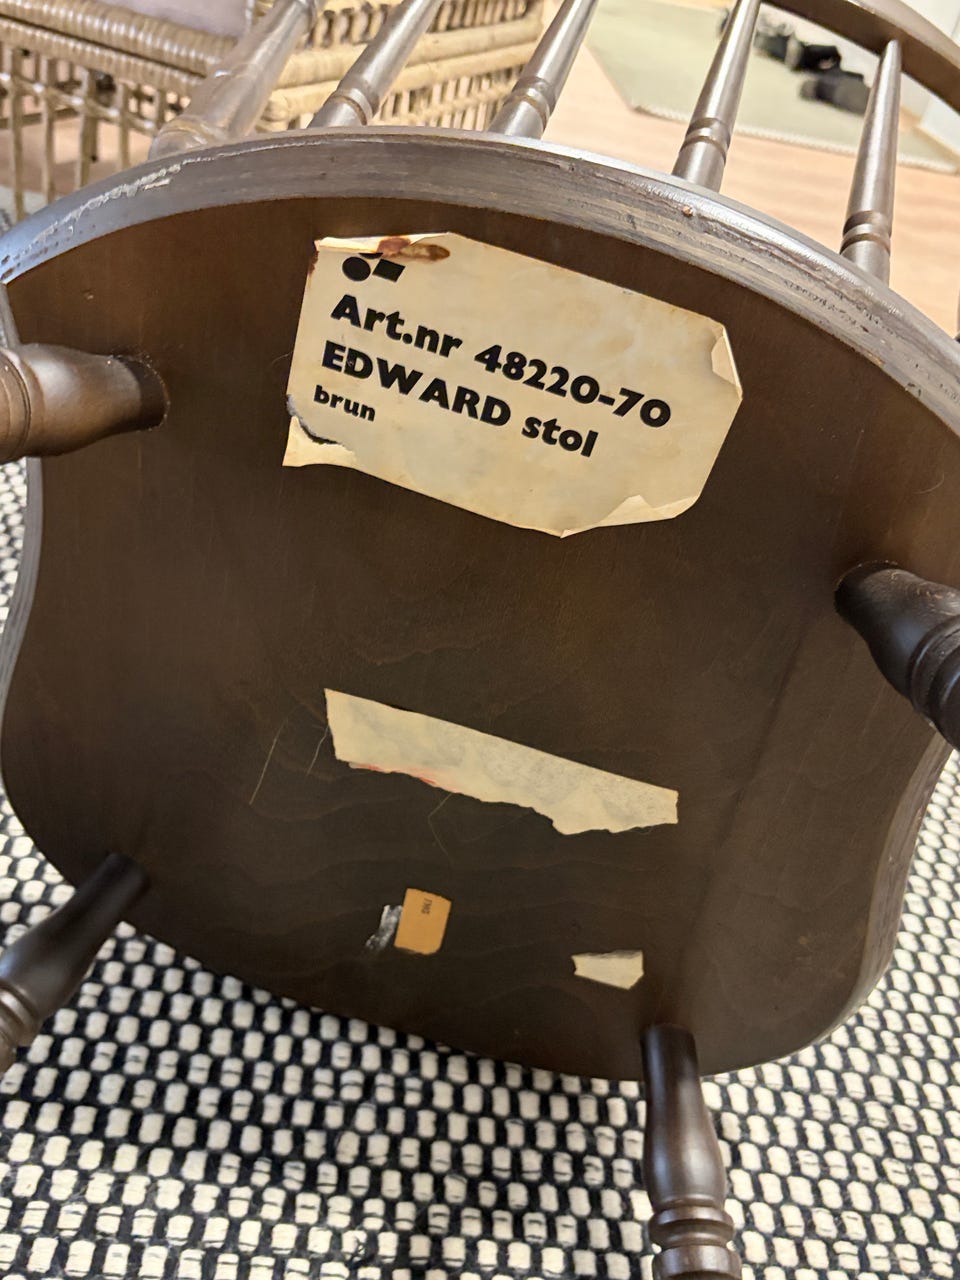 Art.nr 48220-70
EDWARD stol
brun